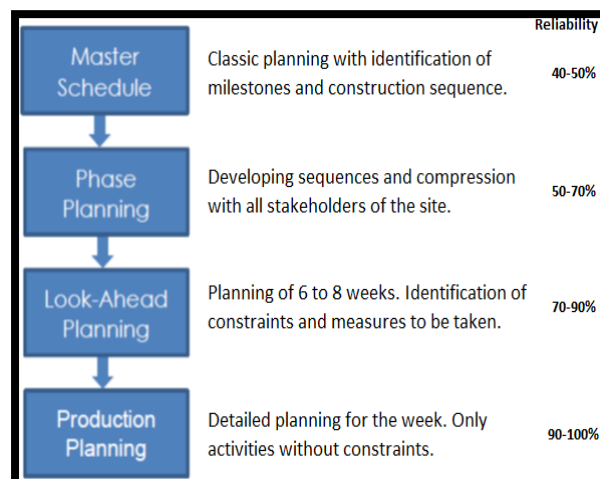 Reliability
Master
Schedule
Classic planning with identification of
milestones and construction sequence.
40-50%
Phase
Planning
Developing sequences and compression
with all stakeholders of the site.
50-70%
Look-Ahead
Planning
Planning of 6 to 8 weeks. Identification of
constraints and measures to be taken.
70-90%
Production
Planning
Detailed planning for the week. Only
activities without constraints.
90-100%